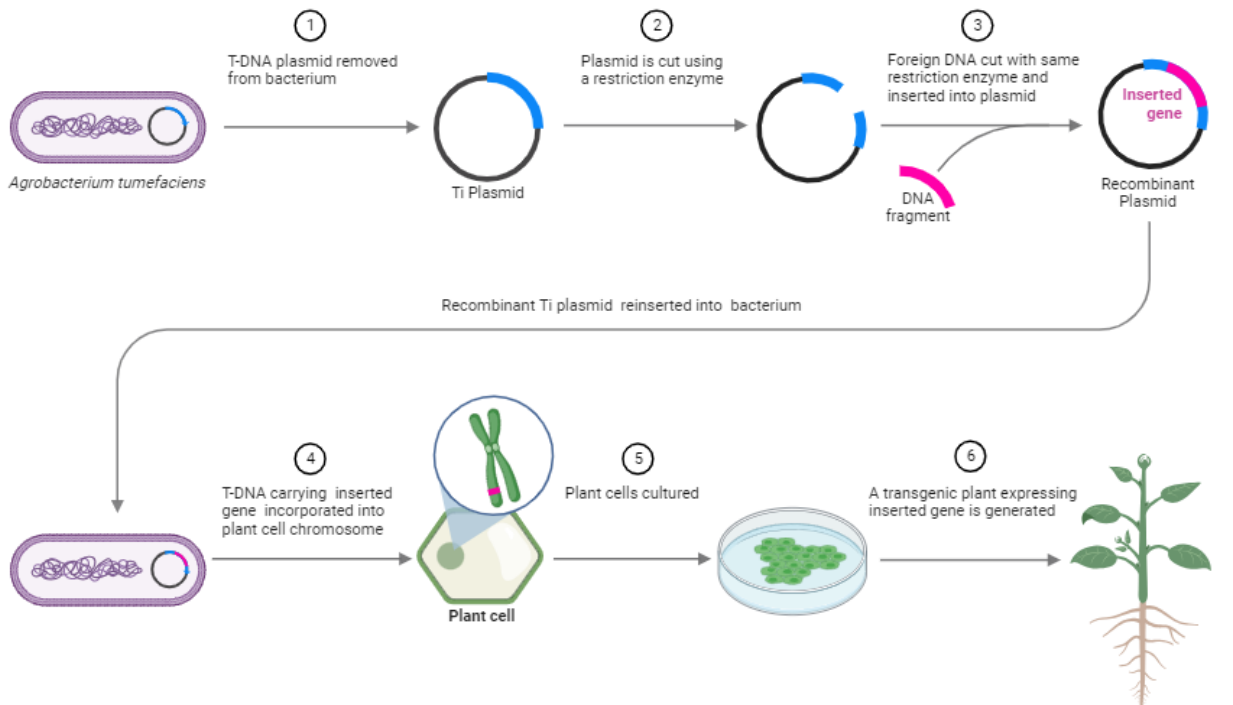 1
T-DNA plasmid removed
from bacterium
2
Plasmid is cut using
a restriction enzyme
3
Foreign DNA cut with same
restriction enzyme and
inserted into plasmid
Agrobacterium tumefaciens
Ti Plasmid
DNA
fragment
Inserted
gene
Recombinant
Plasmid
Recombinant Ti plasmid reinserted into bacterium
4
T-DNA carrying inserted
gene incorporated into
plant cell chromosome
Plant cell
5
Plant cells cultured
6
A transgenic plant expressing
inserted gene is generated